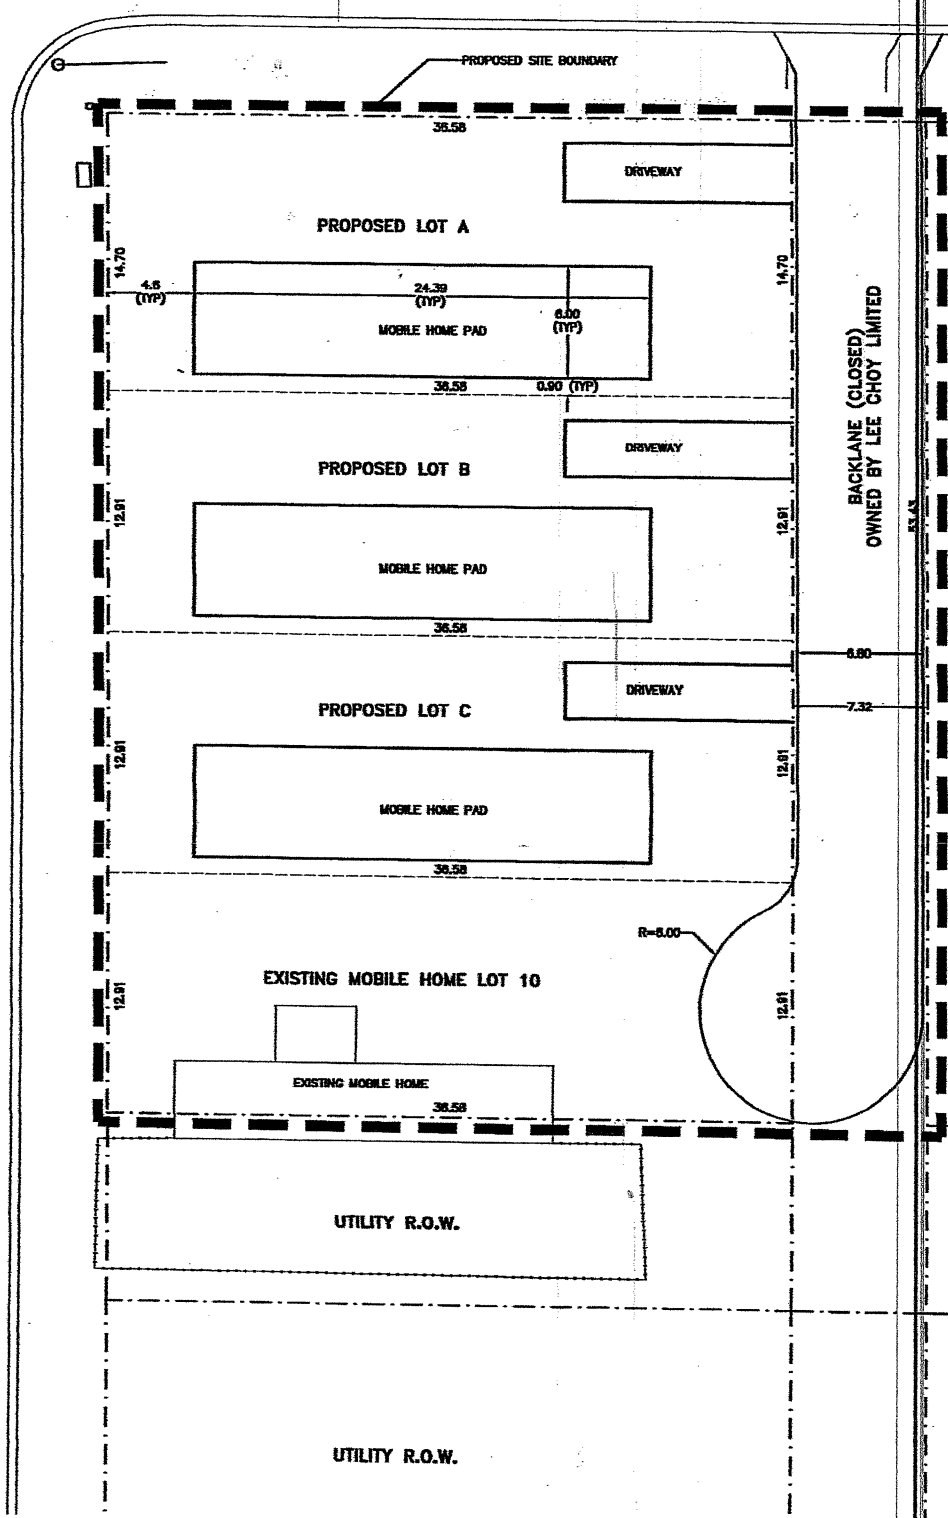 PROPOSED SITE BOUNDARY
36.58
DRIVEWAY
PROPOSED LOT A
14.70
14.70
4.5
(TYP)
24.39
(TYP)
6.00
(TYP)
MOBILE HOME PAD
36.58
0.90 (TYP)
BACKLANE (CLOSED)
OWNED BY LEE CHOY LIMITED
DRIVEWAY
PROPOSED LOT B
12.91
12.91
53.43
MOBILE HOME PAD
36.58
6.80
DRIVEWAY
7.32
PROPOSED LOT C
12.91
12.91
MOBILE HOME PAD
36.58
EXISTING MOBILE HOME LOT 10
12.91
12.91
EXISTING MOBILE HOME
36.58
UTILITY R.O.W.
UTILITY R.O.W.